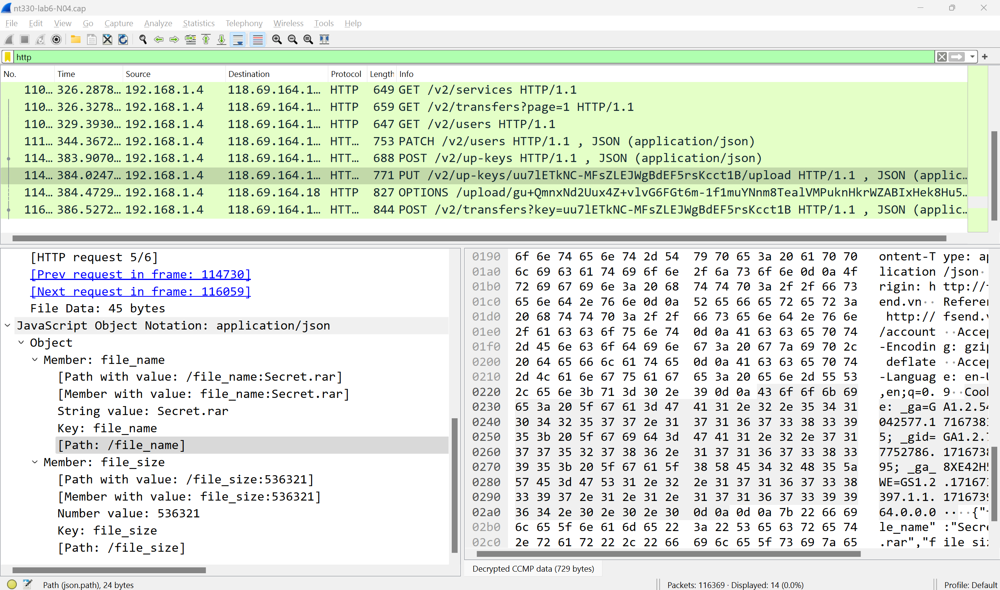 nt330-lab6-N04.cap
File Edit View Go Capture Analyze Statistics Telephony Wireless Tools Help
http
No. Time Source Destination Protocol Length Info
110… 326.2878… 192.168.1.4 118.69.164.1… HTTP 649 GET /v2/services HTTP/1.1
110… 326.3278… 192.168.1.4 118.69.164.1… HTTP 659 GET /v2/transfers?page=1 HTTP/1.1
110… 329.3930… 192.168.1.4 118.69.164.1… HTTP 647 GET /v2/users HTTP/1.1
111… 344.3672… 192.168.1.4 118.69.164.1… HTT… 753 PATCH /v2/users HTTP/1.1 , JSON (application/json)
114… 383.9070… 192.168.1.4 118.69.164.1… HTT… 688 POST /v2/up-keys HTTP/1.1 , JSON (application/json)
114… 384.0247… 192.168.1.4 118.69.164.1… HTT… 771 PUT /v2/up-keys/uu7lETkNC-MFsZLEJWgBdEF5rsKcct1B/upload HTTP/1.1 , JSON (applic…
114… 384.4729… 192.168.1.4 118.69.164.18 HTTP 827 OPTIONS /upload/gu+QmnxNd2Uux4Z+vlvG6FGt6m-1f1muYNnm8TealVMPuknHkrWZABIxHek8Hu5…
116… 386.5272… 192.168.1.4 118.69.164.1… HTT… 844 POST /v2/transfers?key=uu7lETkNC-MFsZLEJWgBdEF5rsKcct1B HTTP/1.1 , JSON (applic…
[HTTP request 5/6]
[Prev request in frame: 114730]
[Next request in frame: 116059]
File Data: 45 bytes
JavaScript Object Notation: application/json
Object
Member: file_name
[Path with value: /file_name:Secret.rar]
[Member with value: file_name:Secret.rar]
String value: Secret.rar
Key: file_name
[Path: /file_name]
Member: file_size
[Path with value: /file_size:536321]
[Member with value: file_size:536321]
Number value: 536321
Key: file_size
[Path: /file_size]
0190 6f 6e 74 65 6e 74 2d 54 79 70 65 3a 20 61 70 70 ontent-T ype: ap
01a0 6c 69 63 61 74 69 6f 6e 2f 6a 73 6f 6e 0d 0a 4f lication /json·
01b0 72 69 67 69 6e 3a 20 68 74 74 70 3a 2f 2f 66 73 rigin: h ttp://f
01c0 65 6e 64 2e 76 6e 0d 0a 52 65 66 65 72 65 72 3a end.vn·· Referer
01d0 20 68 74 74 70 3a 2f 2f 66 73 65 6e 64 2e 76 6e http:// fsend.v
01e0 2f 61 63 63 6f 75 6e 74 0d 0a 41 63 63 65 70 74 /account ··Accep
01f0 2d 45 6e 63 6f 64 69 6e 67 3a 20 67 7a 69 70 2c -Encodin g: gzip
0200 20 64 65 66 6c 61 74 65 0d 0a 41 63 63 65 70 74 deflate ··Accep
0210 2d 4c 61 6e 67 75 61 67 65 3a 20 65 6e 2d 55 53 -Languag e: en-U
0220 2c 65 6e 3b 71 3d 30 2e 39 0d 0a 43 6f 6f 6b 69 ,en;q=0. 9··Cook
0230 65 3a 20 5f 67 61 3d 47 41 31 2e 32 2e 35 34 31 e: _ga=G A1.2.54
0240 30 34 32 35 37 37 2e 31 37 31 36 37 33 38 33 39 042577.1 7167383
0250 35 3b 20 5f 67 69 64 3d 47 41 31 2e 32 2e 37 31 5; _gid= GA1.2.7
0260 37 37 35 32 37 38 36 2e 31 37 31 36 37 33 38 33 7752786. 1716738
0270 39 35 3b 20 5f 67 61 5f 38 58 45 34 32 48 35 5a 95; _ga_ 8XE42H5
0280 57 45 3d 47 53 31 2e 32 2e 31 37 31 36 37 33 38 WE=GS1.2 .171673
0290 33 39 37 2e 31 2e 31 2e 31 37 31 36 37 33 39 39 397.1.1. 1716739
02a0 36 34 2e 30 2e 30 2e 30 0d 0a 0d 0a 7b 22 66 69 64.0.0.0 ····{"f
02b0 6c 65 5f 6e 61 6d 65 22 3a 22 53 65 63 72 65 74 le_name" :"Secre
02c0 2e 72 61 72 22 2c 22 66 69 6c 65 5f 73 69 7a 65 .rar","f ile siz
Decrypted CCMP data (729 bytes)
Path (json.path), 24 bytes
Packets: 116369 · Displayed: 14 (0.0%)
Profile: Default